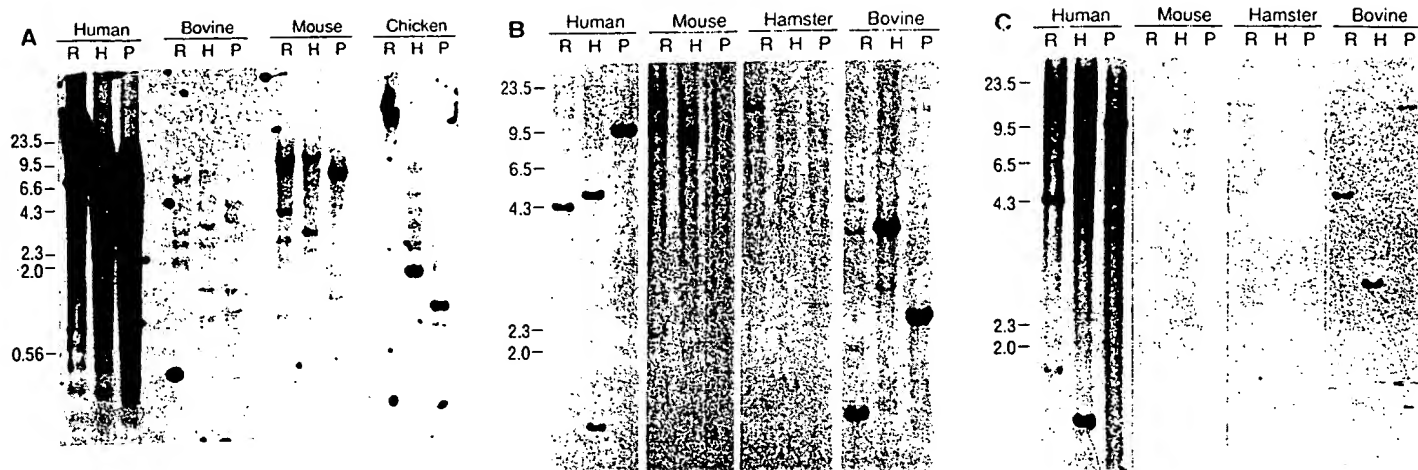 A
Human Bovine Mouse Chicken
R H P R H P R H P R H P
23.5
9.5
6.6
4.3
2.3
2.0
0.56
B
Human Mouse Hamster Bovine
R H P R H P R H P R H P
23.5
9.5
6.5
4.3
2.3
2.0
C
Human Mouse Hamster Bovine
R H P R H P R H P R H P
23.5
9.5
6.5
4.3
2.3
2.0